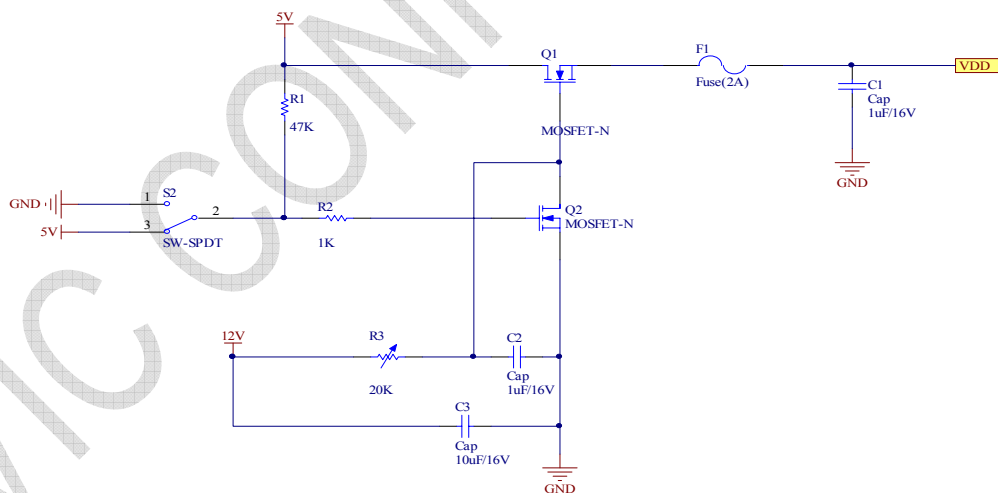 5V
Q1
F1
Fuse(2A)
VDD
C1
Cap
1uF/16V
R1
47K
MOSFET-N
GND
GND
1
S2
2
R2
Q2
MOSFET-N
5V
3
SW-SPDT
1K
12V
R3
C2
20K
Cap
1uF/16V
C3
Cap
10uF/16V
GND
MIC CONF